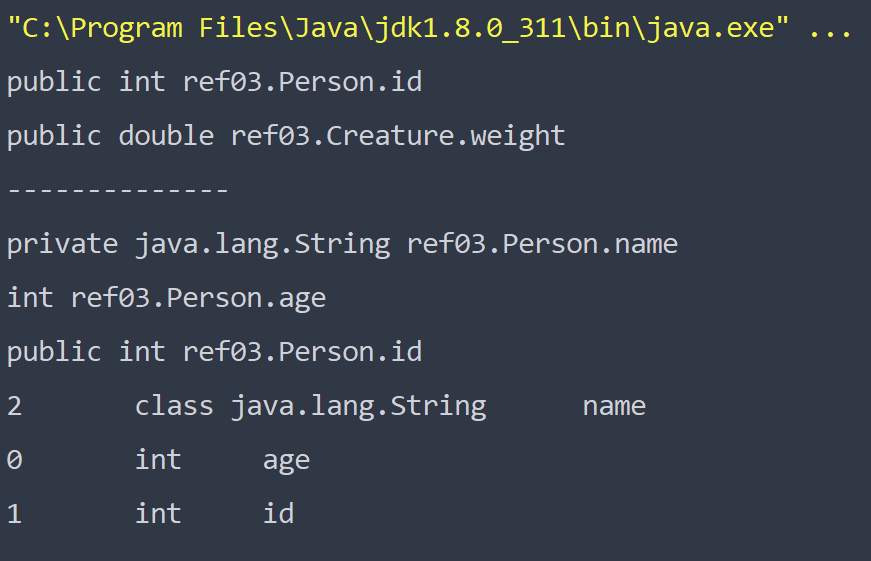 "C:\Program Files\Java\jdk1.8.0_311\bin\java.exe" ...
public int ref03.Person.id
public double ref03.Creature.weight
--------------
private java.lang.String ref03.Person.name
int ref03.Person.age
public int ref03.Person.id
2	class java.lang.String	name
0	int	age
1	int	id